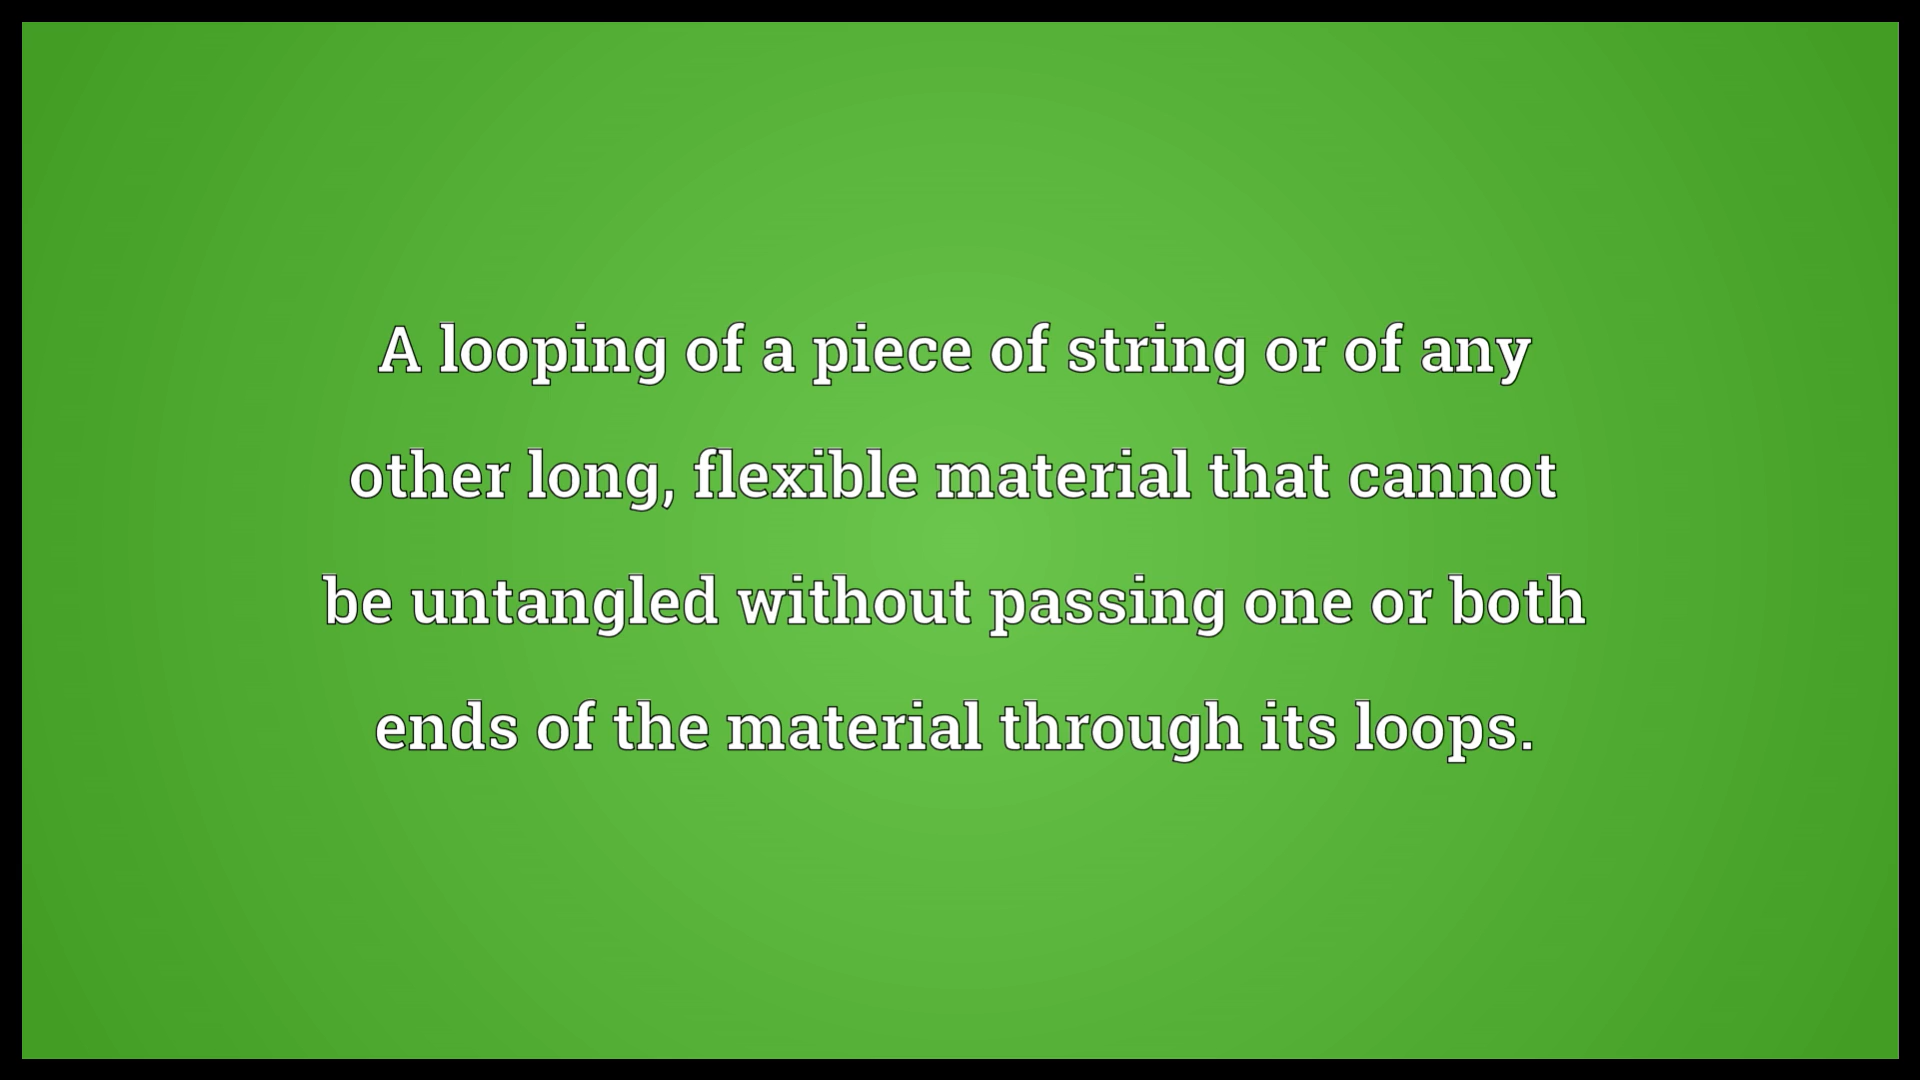 A looping of a piece of string or of any
other long, flexible material that cannot
be untangled without passing one or both
ends of the material through its loops.